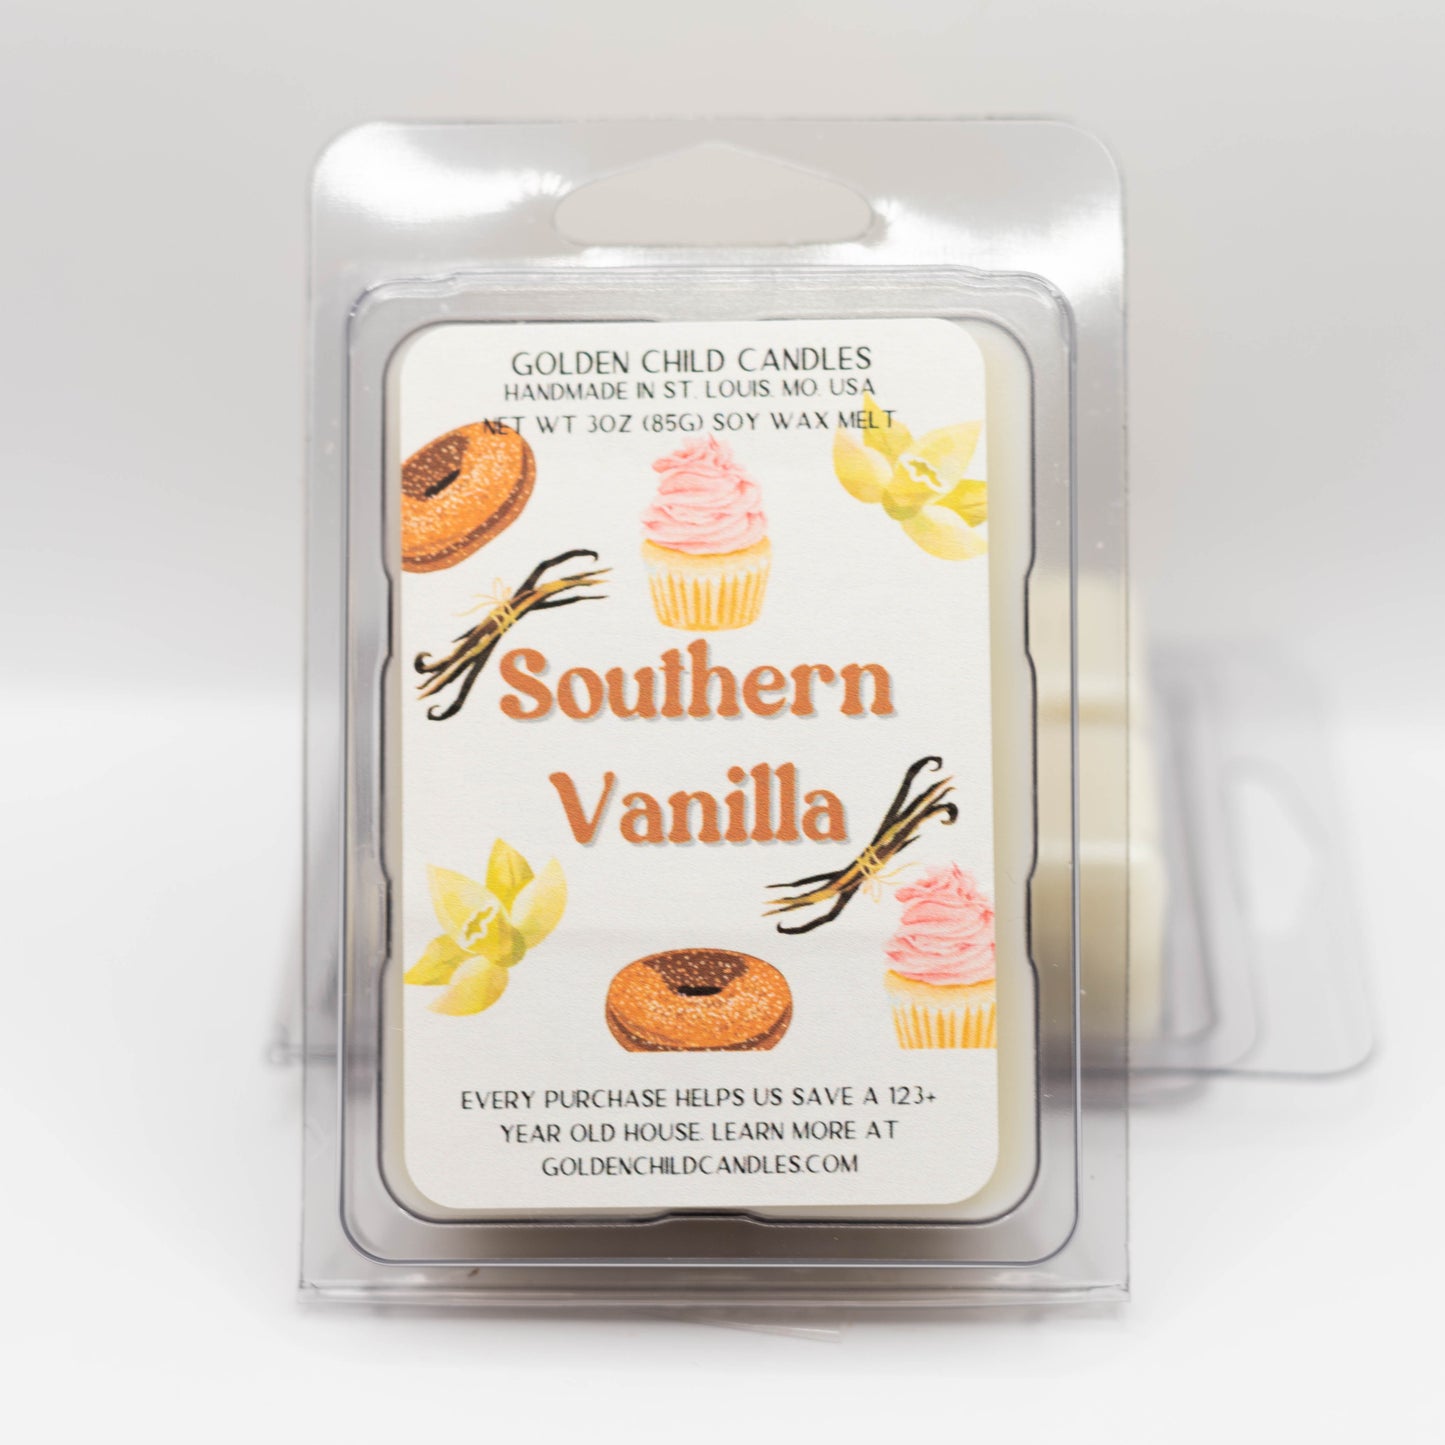 GOLDEN CHILD CANDLES
HANDMADE IN ST. LOUIS. MO. USA
NET WT 3OZ (85G) SOY WAX MELT
Southern
Vanilla
EVERY PURCHASE HELPS US SAVE A 123+
YEAR OLD HOUSE. LEARN MORE AT
GOLDENCHILDCANDLES.COM